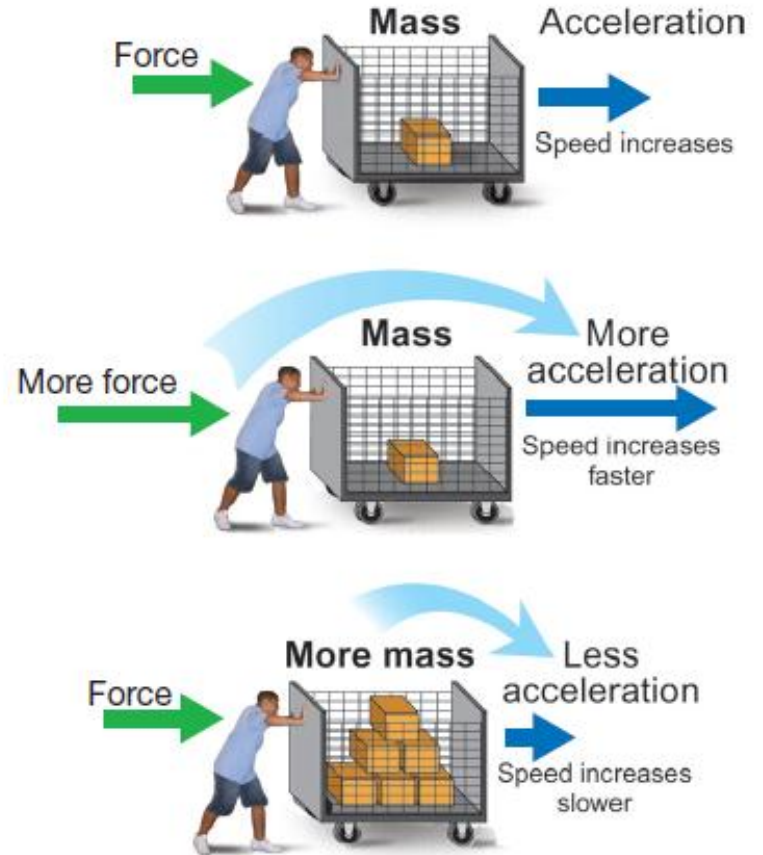 Force
Mass
Acceleration
Speed increases
More force
Mass
More
acceleration
Speed increases
faster
Force
More mass
Less
acceleration
Speed increases
slower